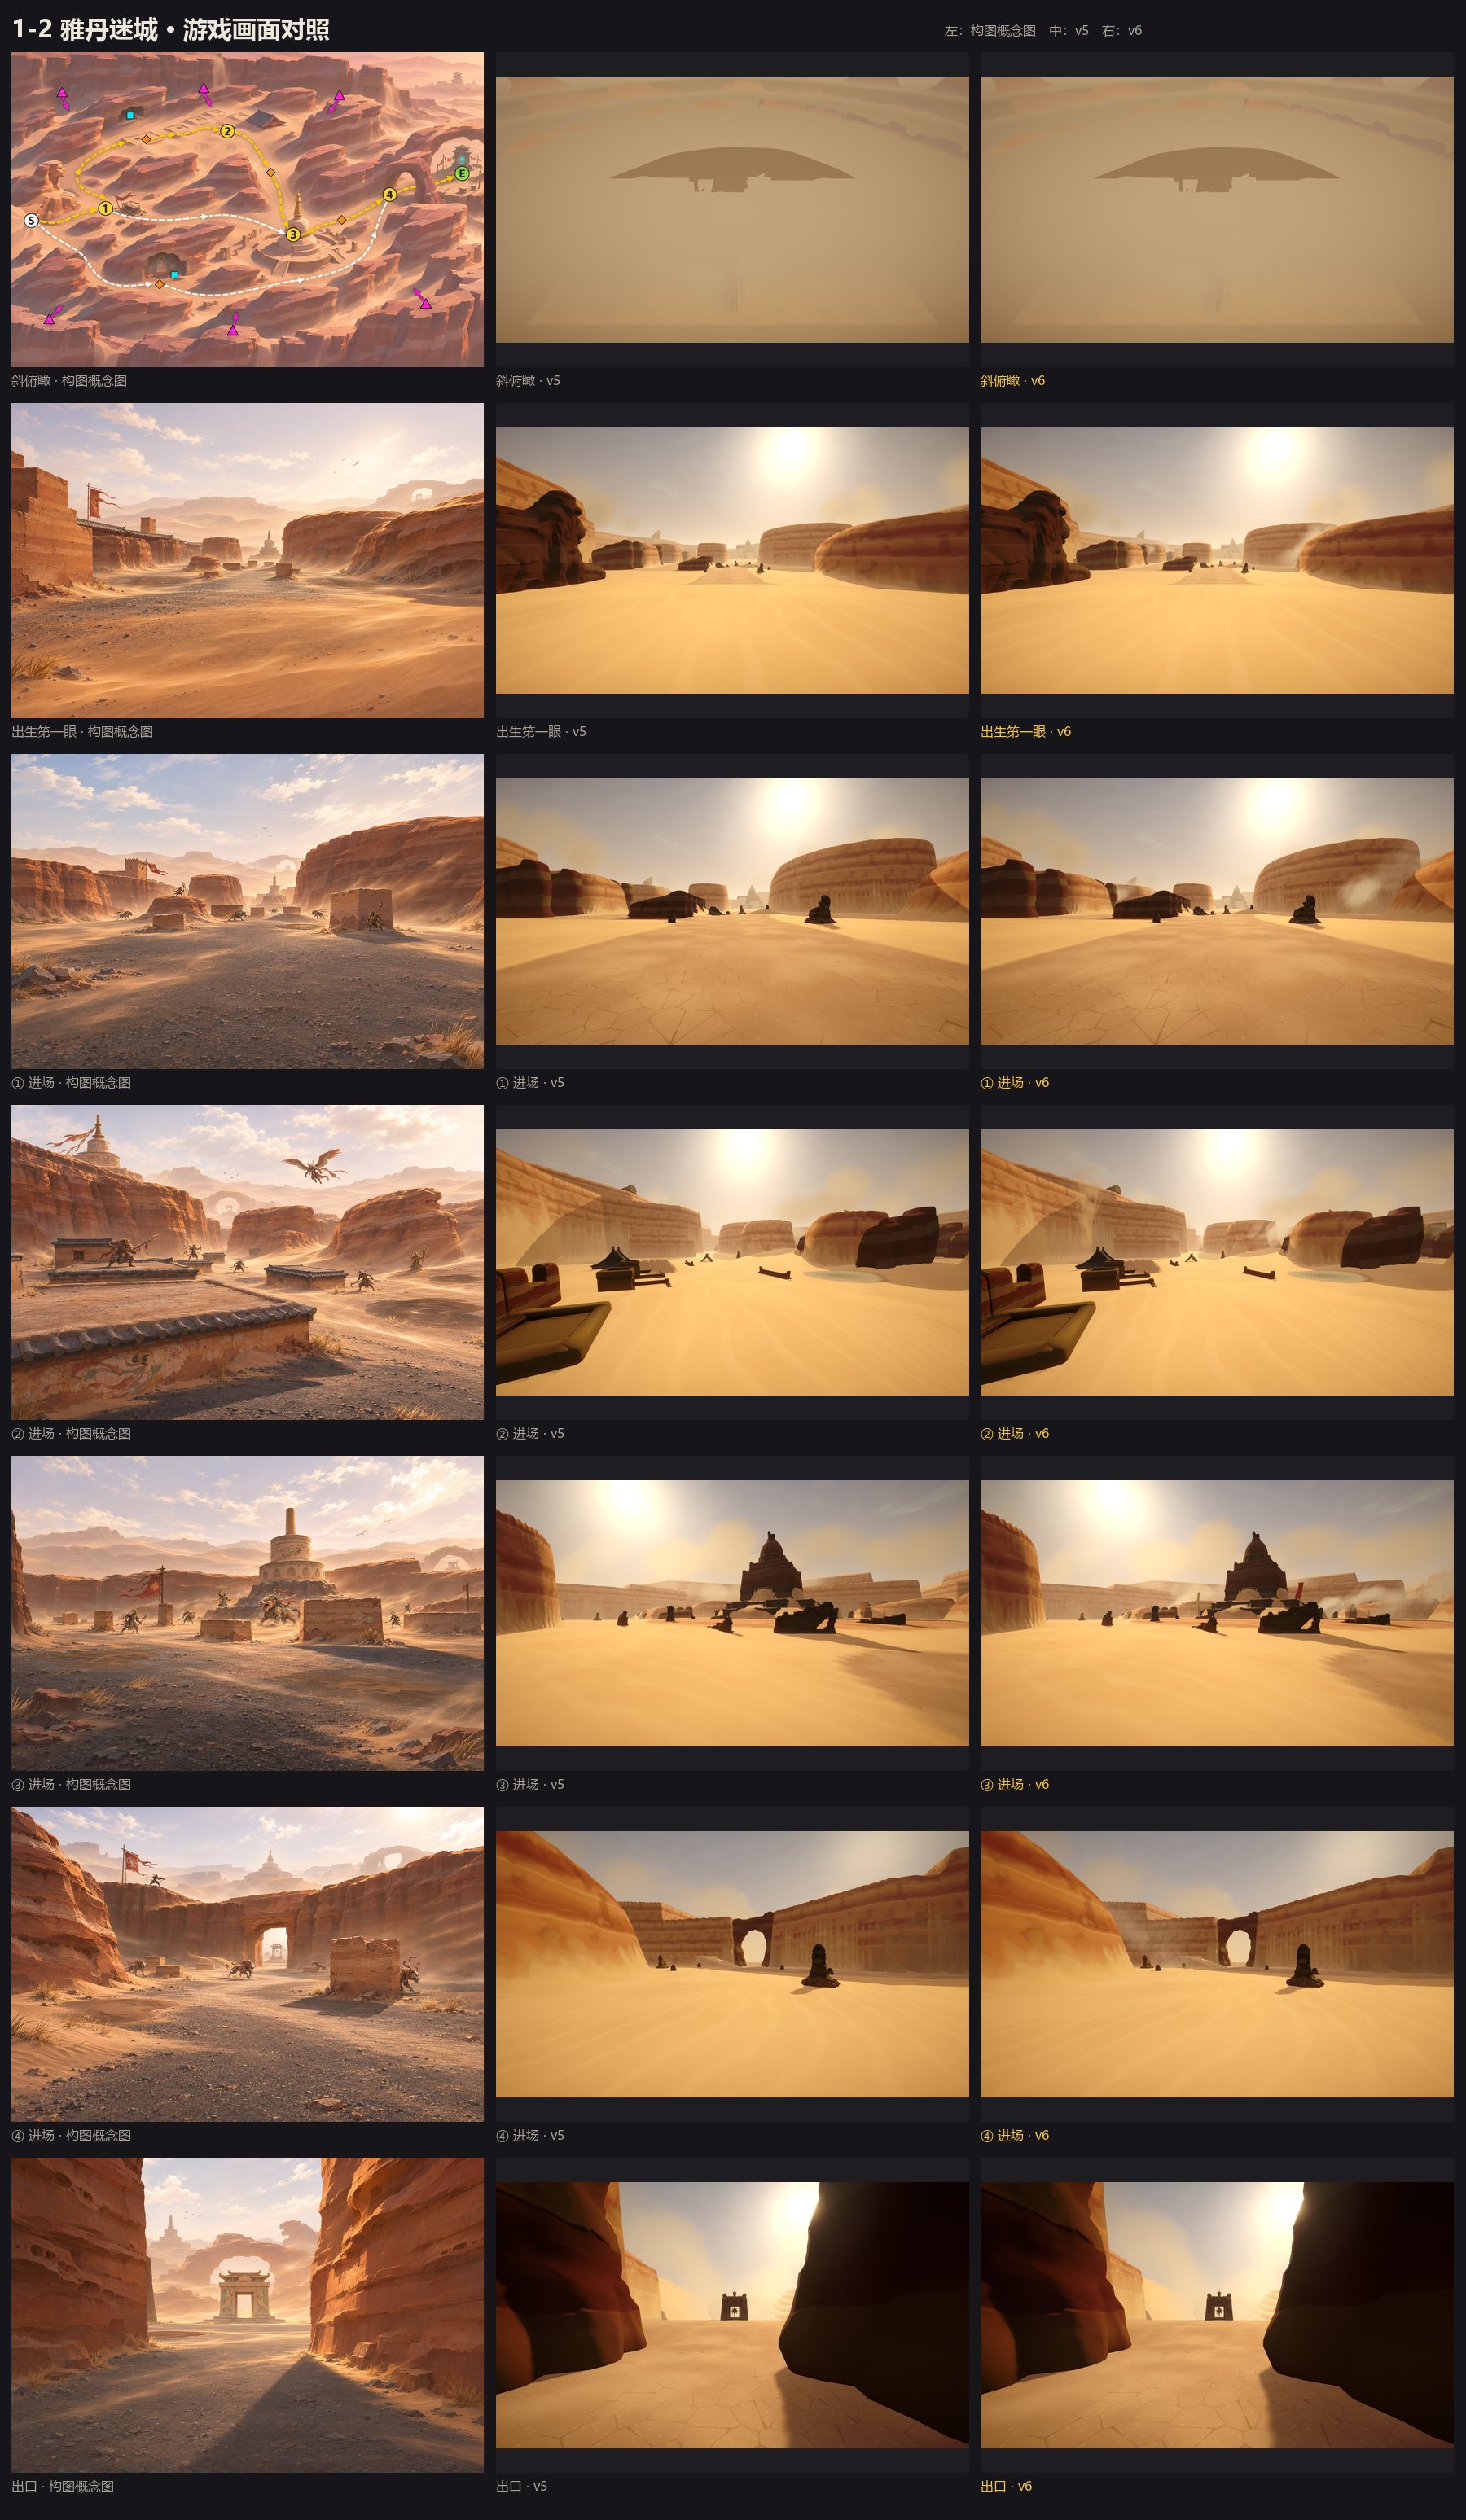 1-2 雅丹迷城 • 游戏画面对照
左：构图概念图 中：v5 右：v6
S
1
2
3
4
E
斜俯瞰 · 构图概念图
斜俯瞰 · v5
斜俯瞰 · v6
出生第一眼 · 构图概念图
出生第一眼 · v5
出生第一眼 · v6
① 进场 · 构图概念图
① 进场 · v5
① 进场 · v6
② 进场 · 构图概念图
② 进场 · v5
② 进场 · v6
③ 进场 · 构图概念图
③ 进场 · v5
③ 进场 · v6
④ 进场 · 构图概念图
④ 进场 · v5
④ 进场 · v6
出口 · 构图概念图
出口 · v5
出口 · v6